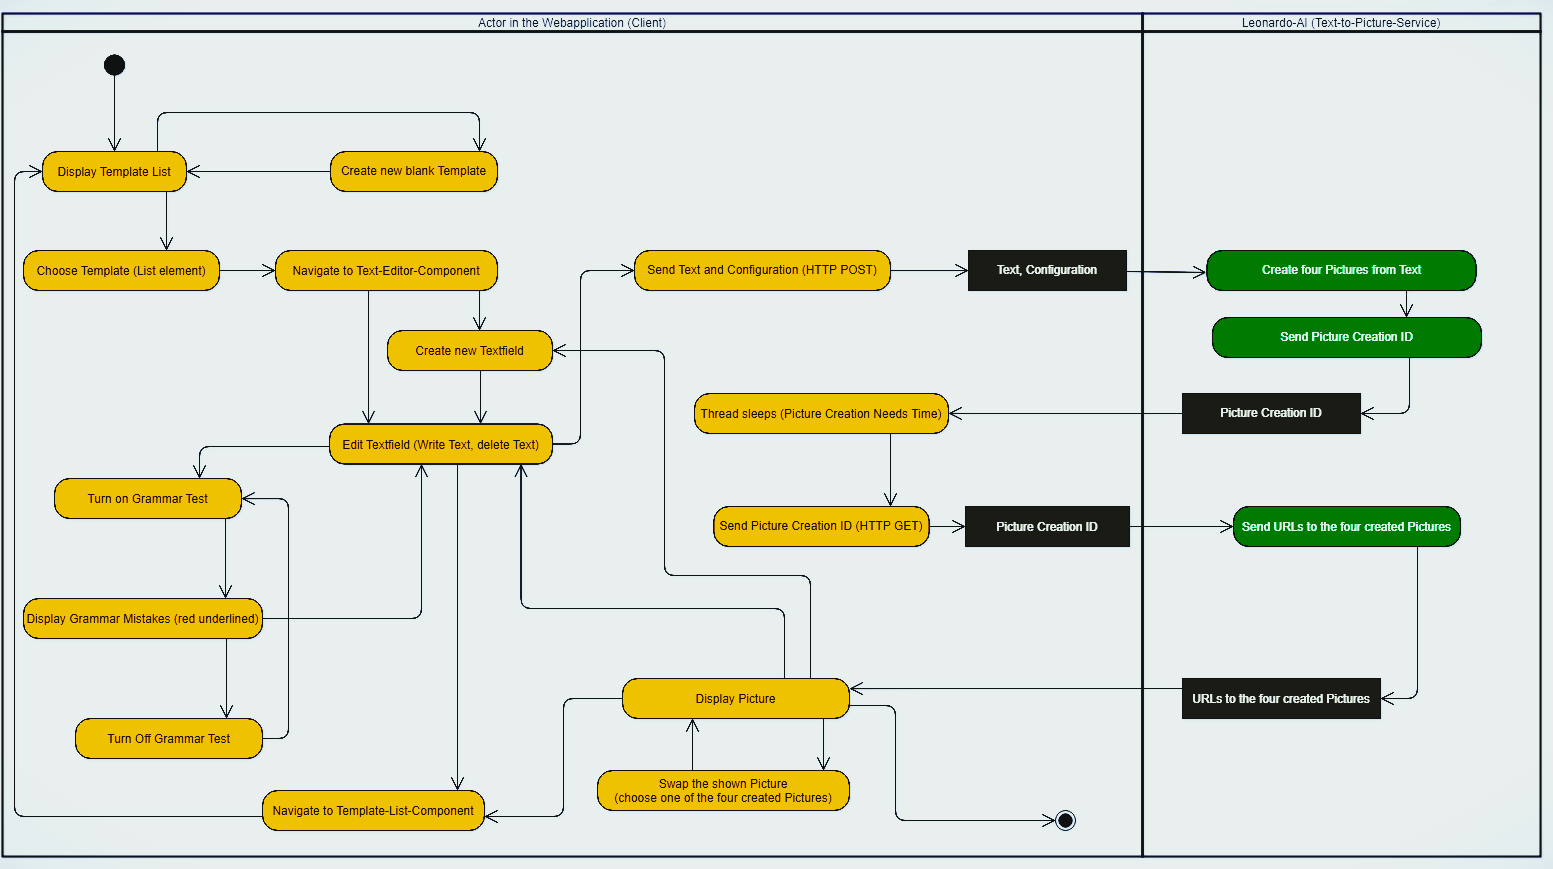 Actor in the Webapplication (Client)
Leonardo-AI (Text-to-Picture-Service)
Display Template List
Create new blank Template
Choose Template (List element)
Navigate to Text-Editor-Component
Send Text and Configuration (HTTP POST)
Text, Configuration
Create four Pictures from Text
Send Picture Creation ID
Create new Textfield
Thread sleeps (Picture Creation Needs Time)
Picture Creation ID
Edit Textfield (Write Text, delete Text)
Turn on Grammar Test
Send Picture Creation ID (HTTP GET)
Picture Creation ID
Send URLs to the four created Pictures
Display Grammar Mistakes (red underlined)
Display Picture
URLs to the four created Pictures
Turn Off Grammar Test
Swap the shown Picture
(choose one of the four created Pictures)
Navigate to Template-List-Component